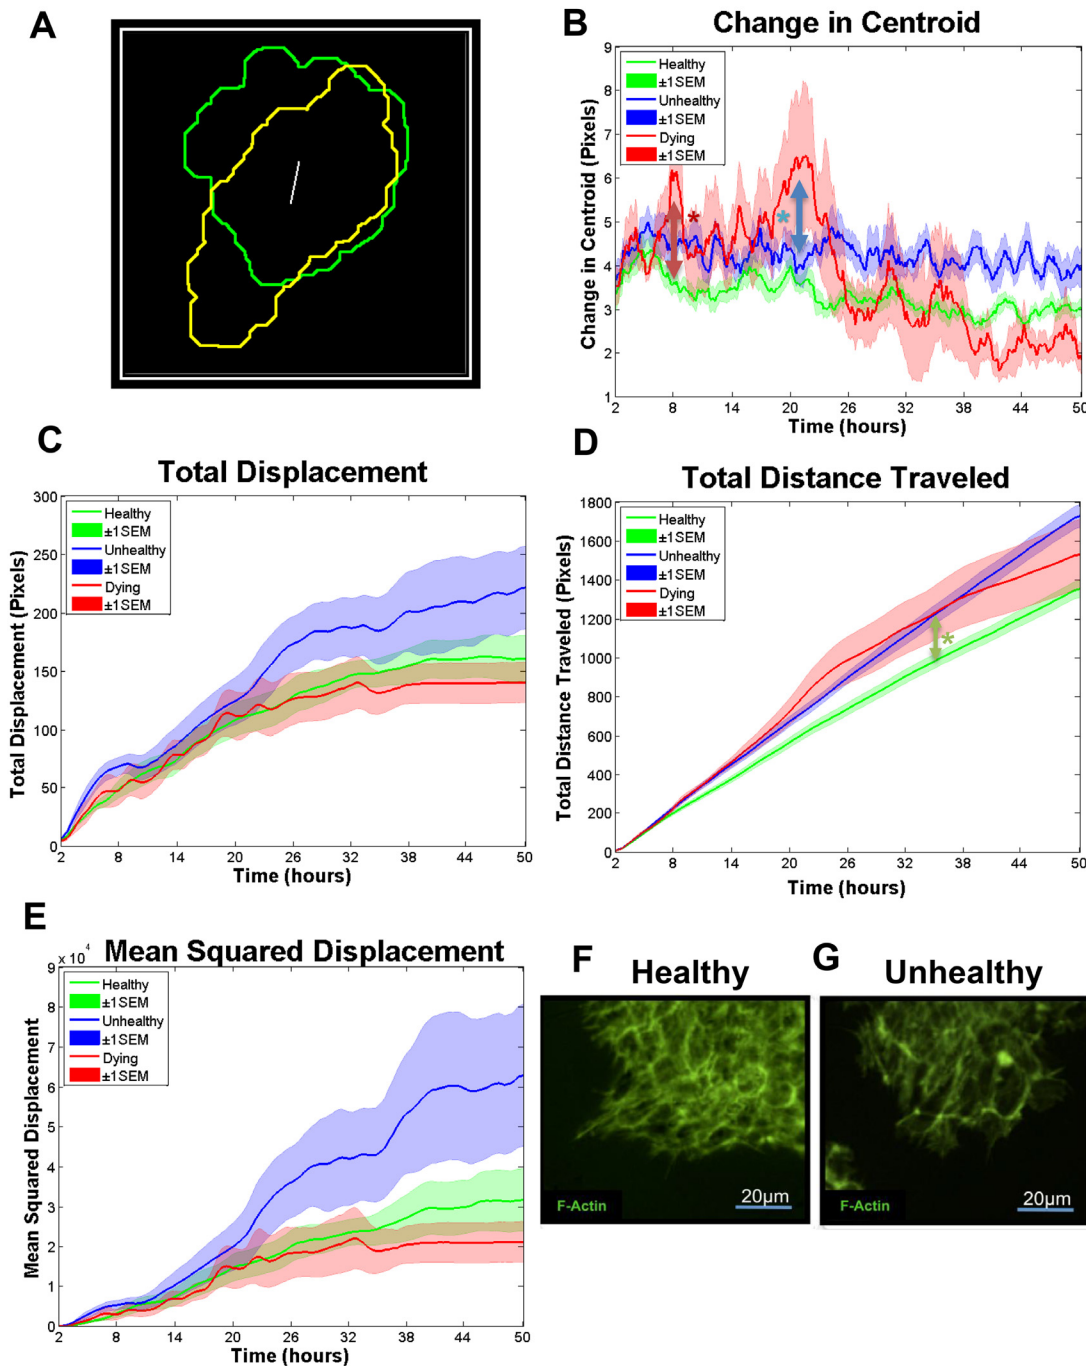 A
B
Change in Centroid
Change in Centroid (Pixels)
9
8
7
6
5
4
3
2
1
Healthy
±1SEM
Unhealthy
±1SEM
Dying
±1SEM
*
*
2 8 14 20 26 32 38 44 50
Time (hours)
C
Total Displacement
Total Displacement (Pixels)
300
250
200
150
100
50
0
Healthy
±1SEM
Unhealthy
±1SEM
Dying
±1SEM
2 8 14 20 26 32 38 44 50
Time (hours)
D
Total Distance Traveled
Total Distance Traveled (Pixels)
1800
1600
1400
1200
1000
800
600
400
200
0
Healthy
±1SEM
Unhealthy
±1SEM
Dying
±1SEM
*
2 8 14 20 26 32 38 44 50
Time (hours)
E
Mean Squared Displacement
Mean Squared Displacement
x 10⁴
9
8
7
6
5
4
3
2
1
0
Healthy
±1SEM
Unhealthy
±1SEM
Dying
±1SEM
2 8 14 20 26 32 38 44 50
Time (hours)
F Healthy
F-Actin
20μm
G Unhealthy
F-Actin
20μm